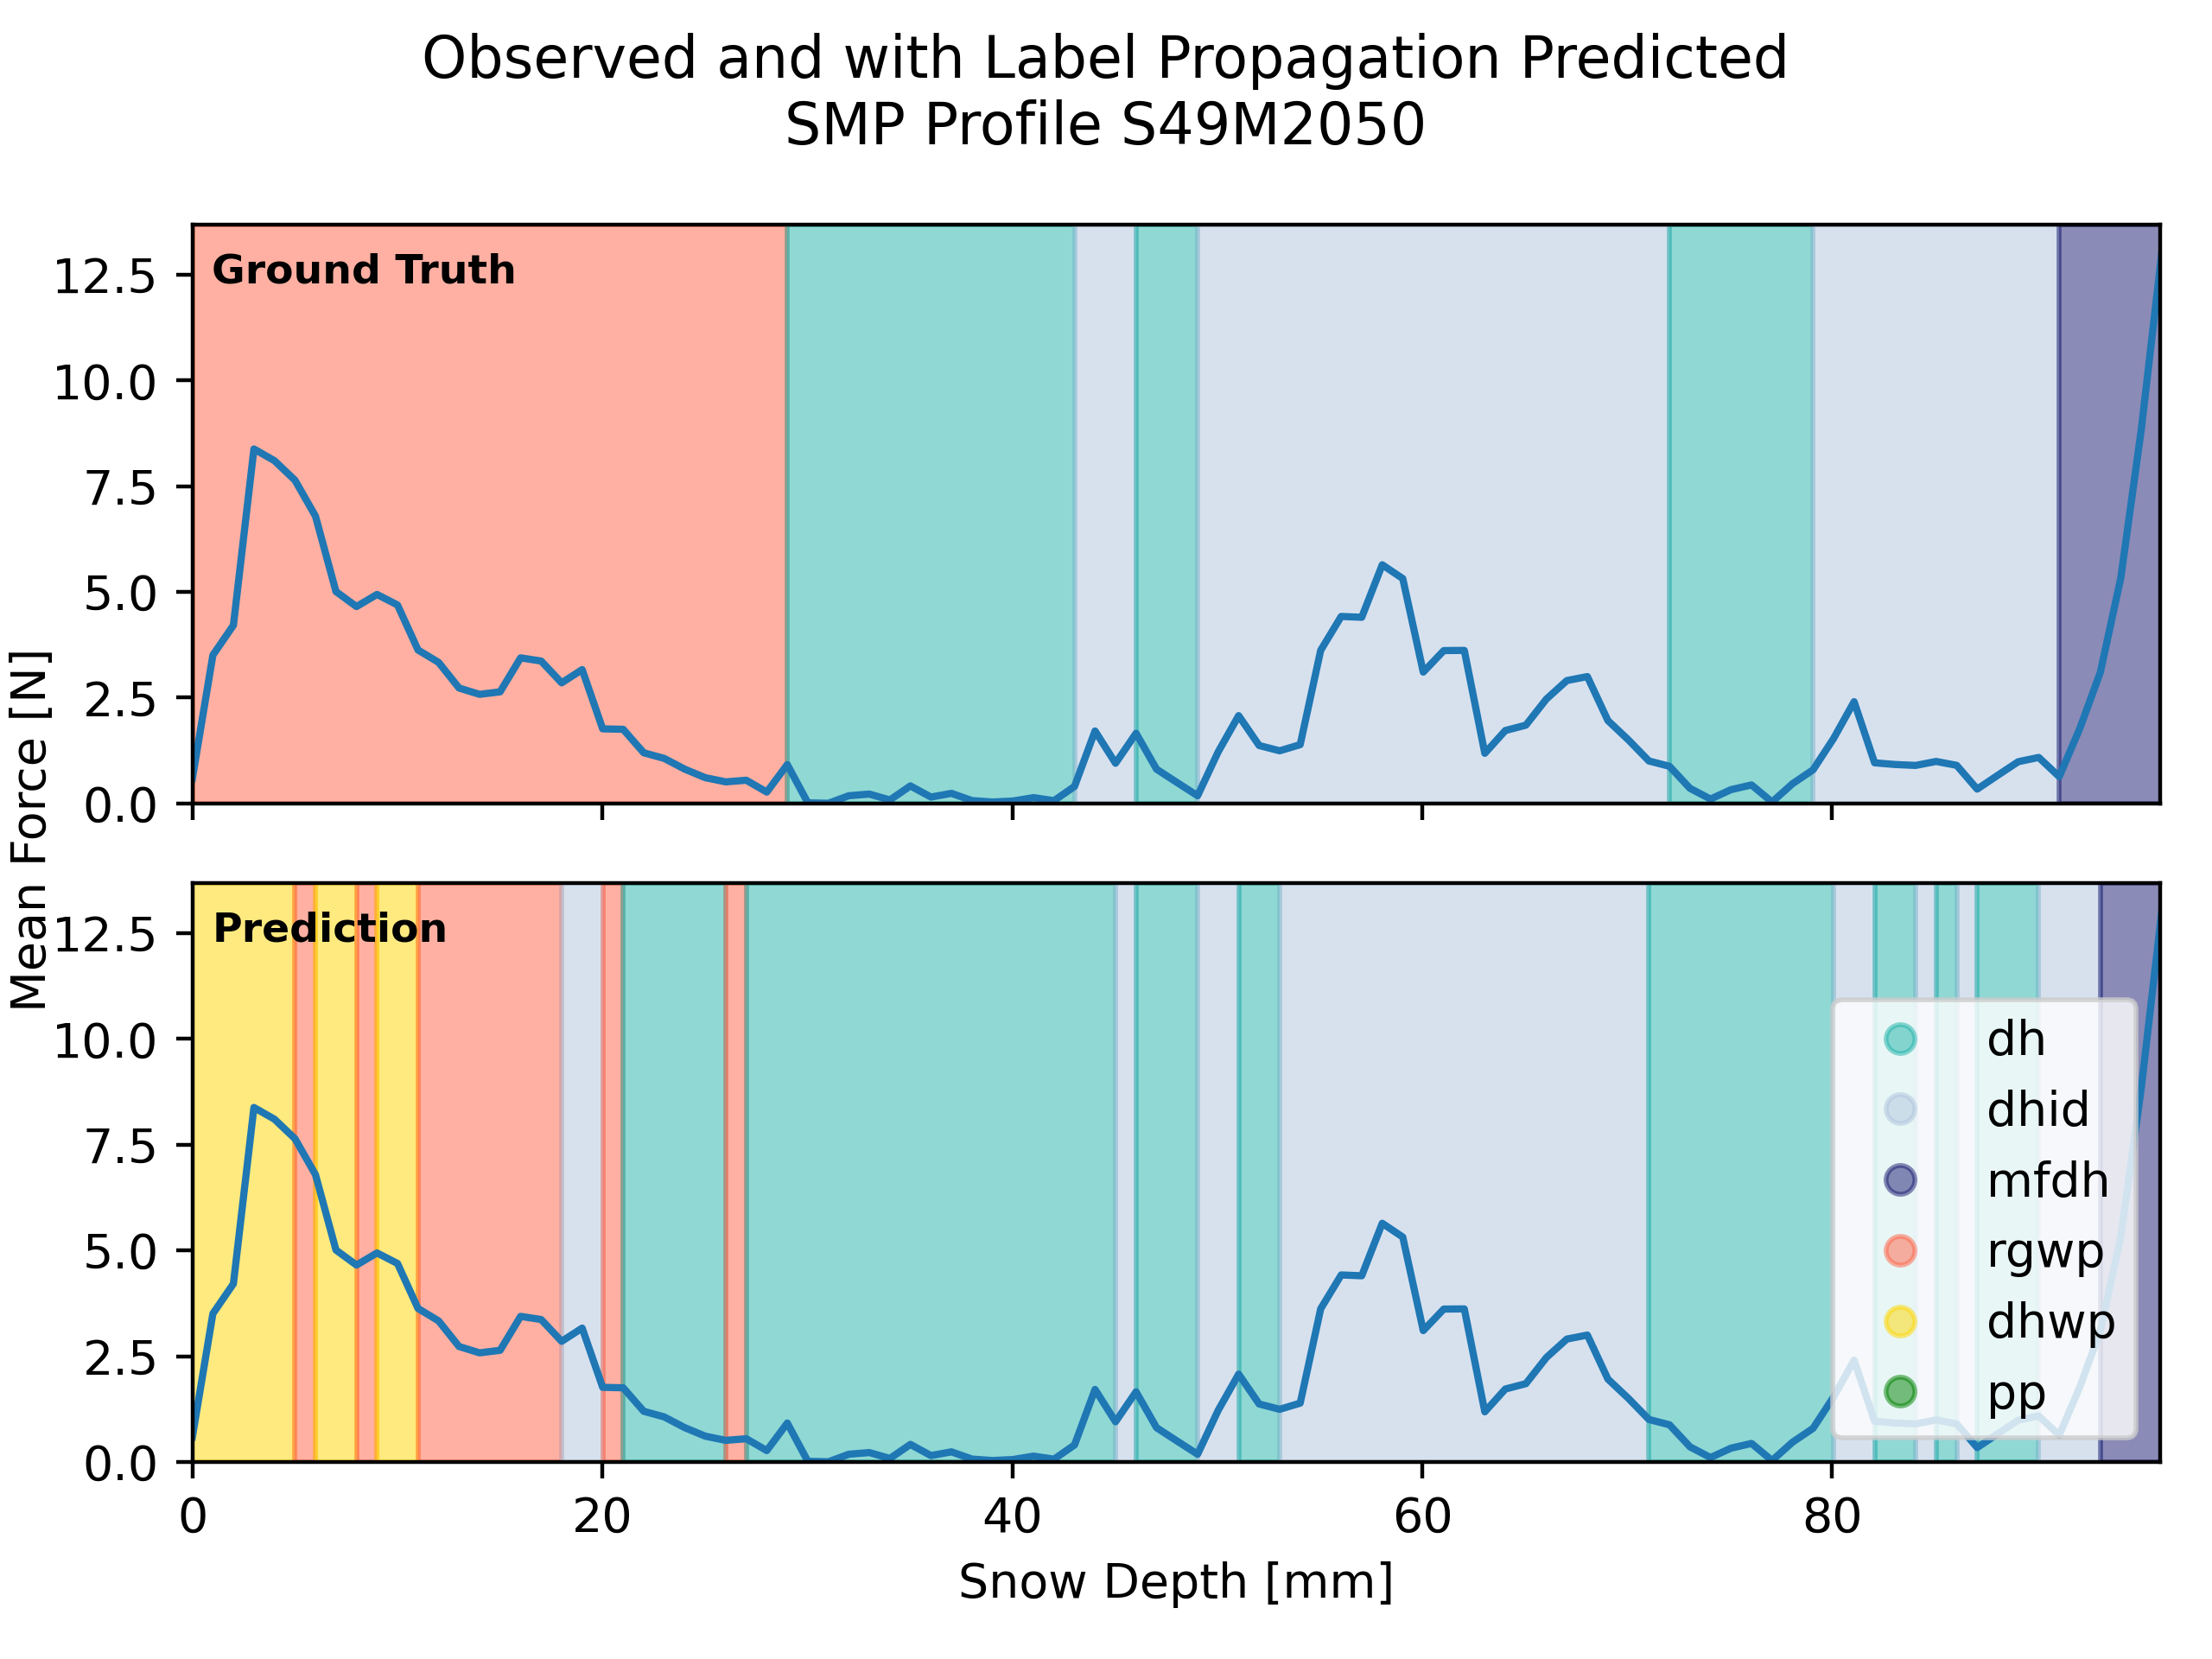 Observed and with Label Propagation Predicted
SMP Profile S49M2050
Mean Force [N]
Ground Truth
12.5
10.0
7.5
5.0
2.5
0.0
Prediction
12.5
10.0
7.5
5.0
2.5
0.0
dh
dhid
mfdh
rgwp
dhwp
pp
0 20 40 60 80
Snow Depth [mm]